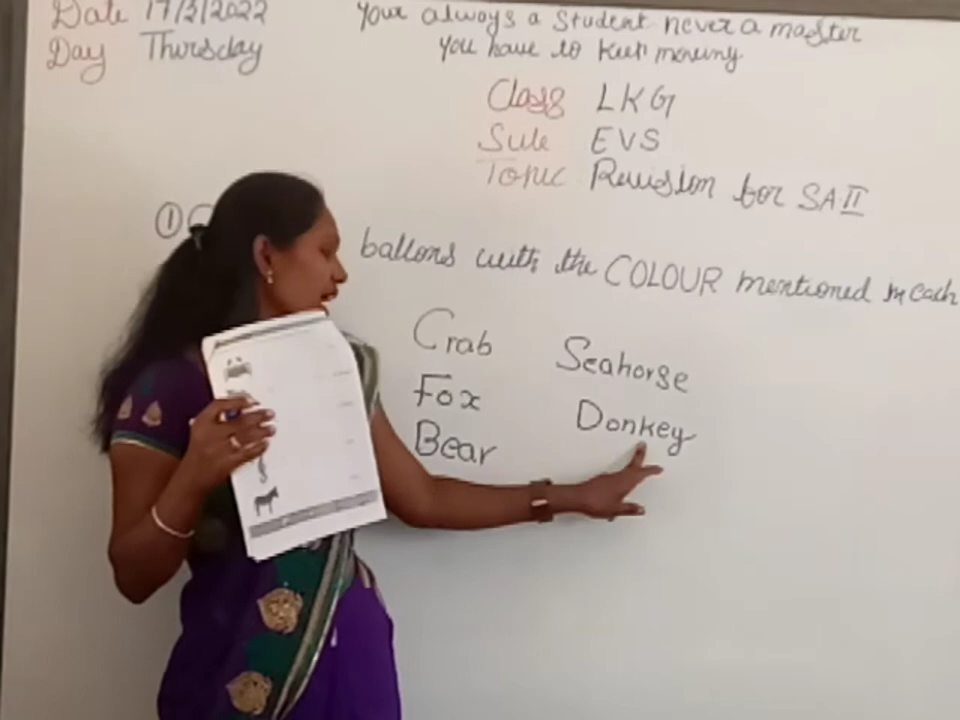 Date 17/3/2022
Day Thursday
Your always a student never a master
you have to keep moving
Class LKG
Sub EVS
Topic Revision for SA II
①
ballons with the COLOUR mentioned in each
Crab Seahorse
Fox Donkey
Bear